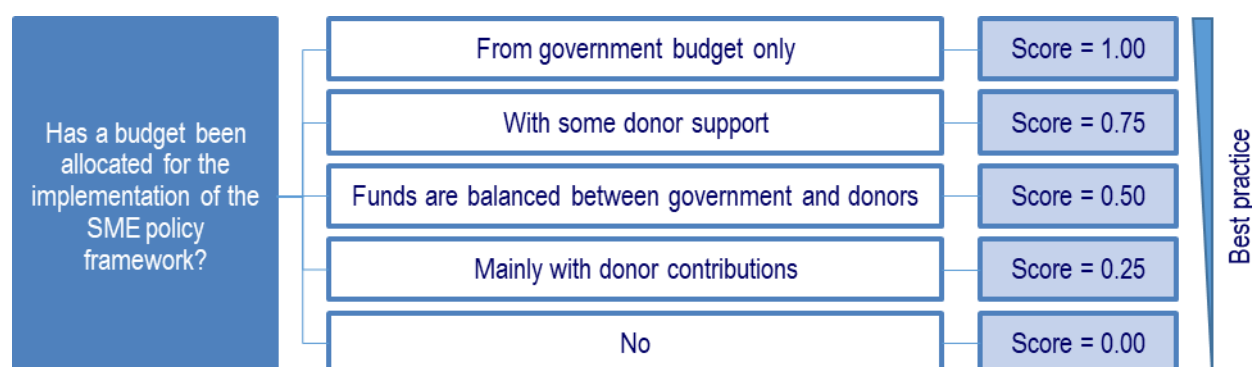 Has a budget been
allocated for the
implementation of the
SME policy
framework?
From government budget only
Score = 1.00
With some donor support
Score = 0.75
Funds are balanced between government and donors
Score = 0.50
Mainly with donor contributions
Score = 0.25
No
Score = 0.00
Best practice